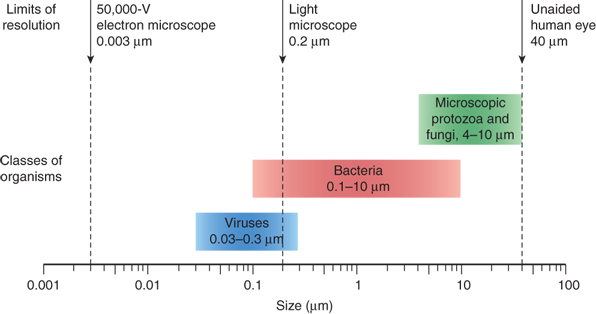 Limits of
resolution
50,000-V
electron microscope
0.003 μm
Light
microscope
0.2 μm
Unaided
human eye
40 μm
Microscopic
protozoa and
fungi, 4–10 μm
Classes of
organisms
Bacteria
0.1–10 μm
Viruses
0.03–0.3 μm
0.001
0.01
0.1
1
10
100
Size (μm)